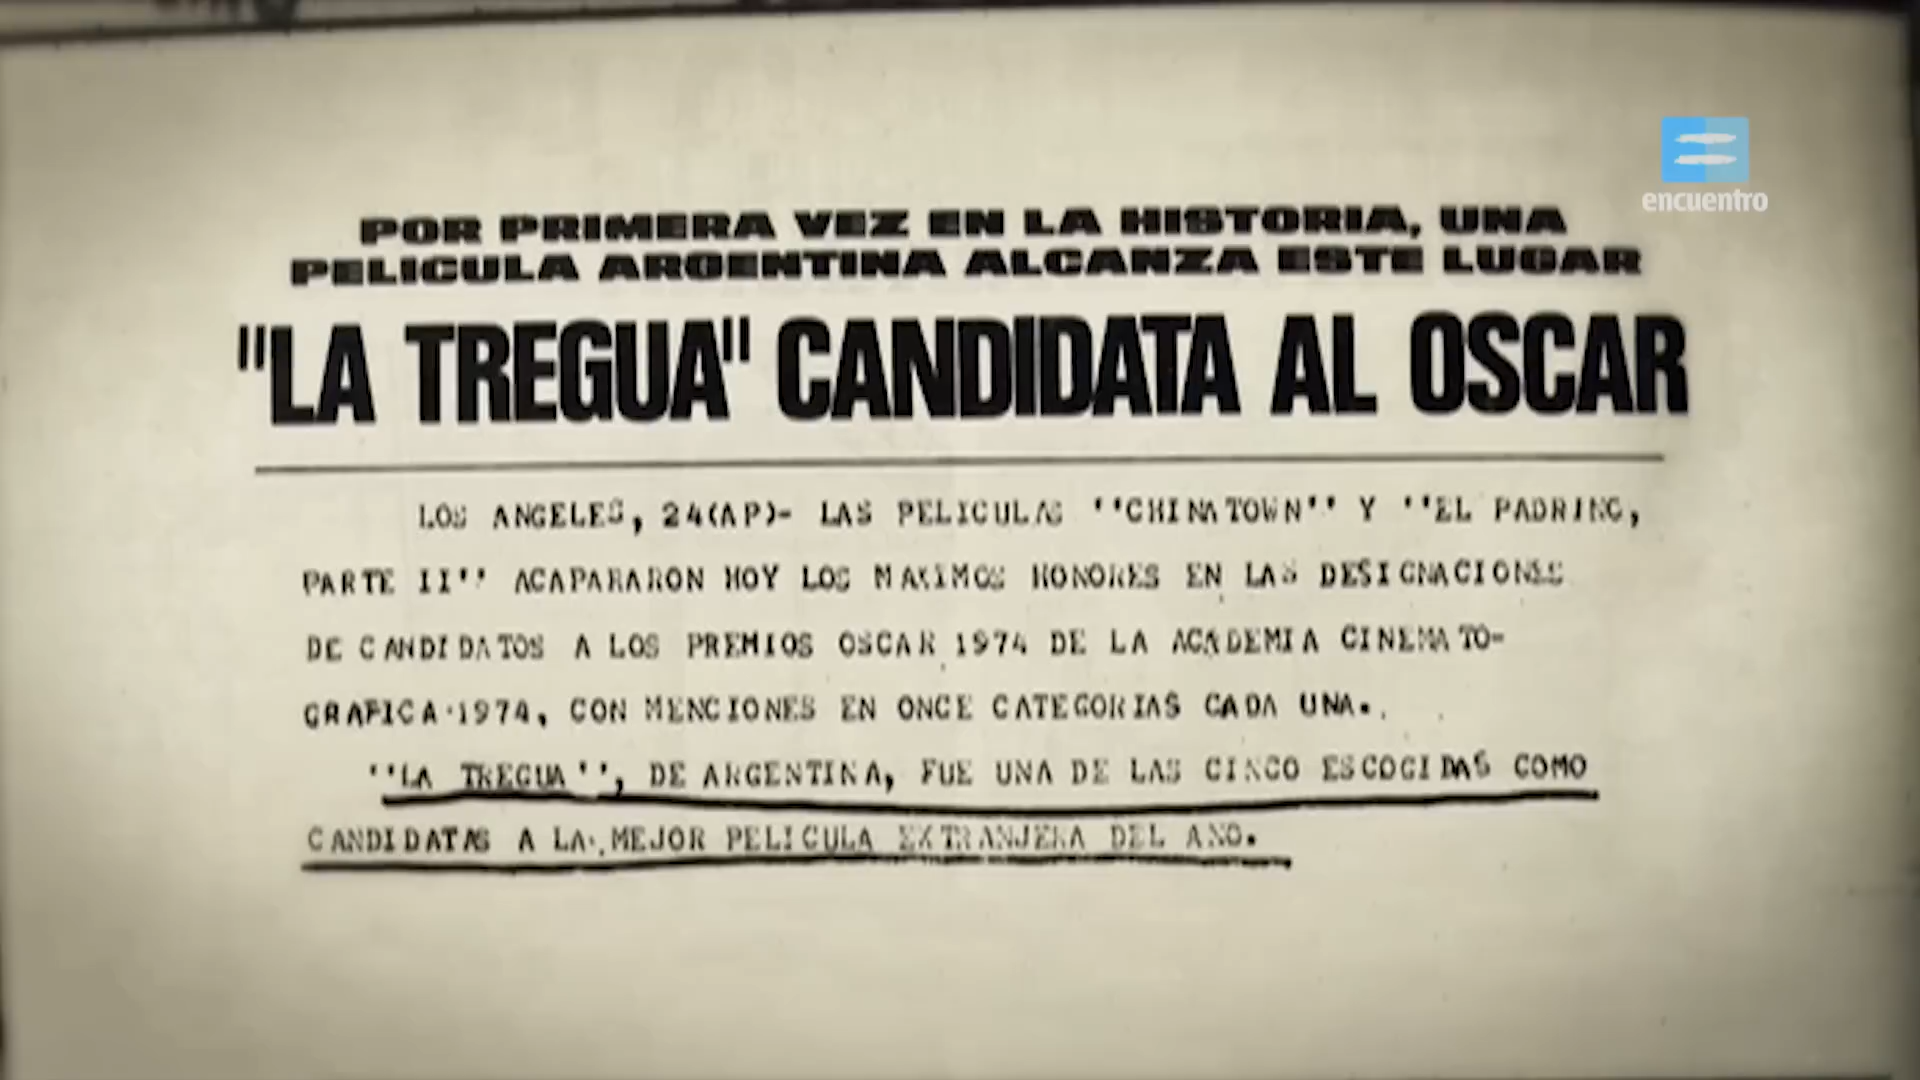 encuentro
POR PRIMERA VEZ EN LA HISTORIA, UNA
PELICULA ARGENTINA ALCANZA ESTE LUGAR
"LA TREGUA" CANDIDATA AL OSCAR
LOS ANGELES, 24(AP)- LAS PELICULAS ''CHINATOWN'' Y ''EL PADRINO,
PARTE II'' ACAPARARON HOY LOS MAXIMOS HONORES EN LAS DESIGNACIONES
DE CANDIDATOS A LOS PREMIOS OSCAR 1974 DE LA ACADEMIA CINEMATO-
GRAFICA 1974, CON MENCIONES EN ONCE CATEGORIAS CADA UNA.
''LA TREGUA'', DE ARGENTINA, FUE UNA DE LAS CINCO ESCOGIDAS COMO
CANDIDATAS A LA MEJOR PELICULA EXTRANJERA DEL ANO.